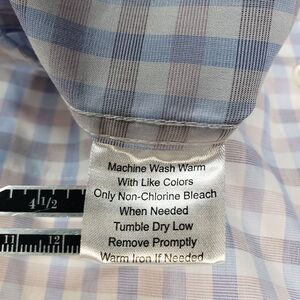 Machine Wash Warm
With Like Colors
Only Non-Chlorine Bleach
When Needed
Tumble Dry Low
Remove Promptly
Warm Iron If Needed
4 1/2
11 12